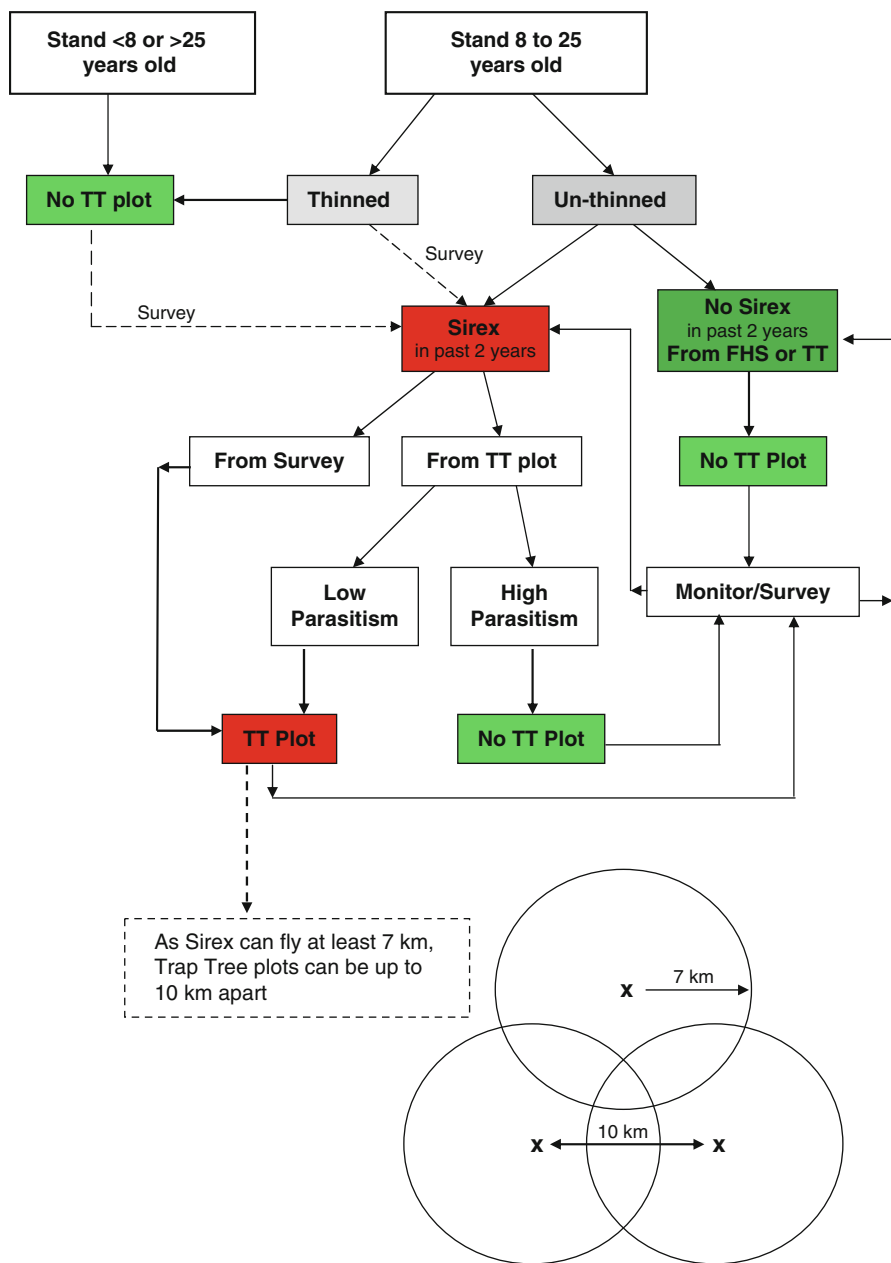 Stand <8 or >25
years old
Stand 8 to 25
years old
No TT plot
Thinned
Un-thinned
Survey
Survey
Sirex
in past 2 years
No Sirex
in past 2 years
From FHS or TT
From Survey
From TT plot
No TT Plot
Low
Parasitism
High
Parasitism
Monitor/Survey
TT Plot
No TT Plot
As Sirex can fly at least 7 km,
Trap Tree plots can be up to
10 km apart
x
7 km
x
10 km
x